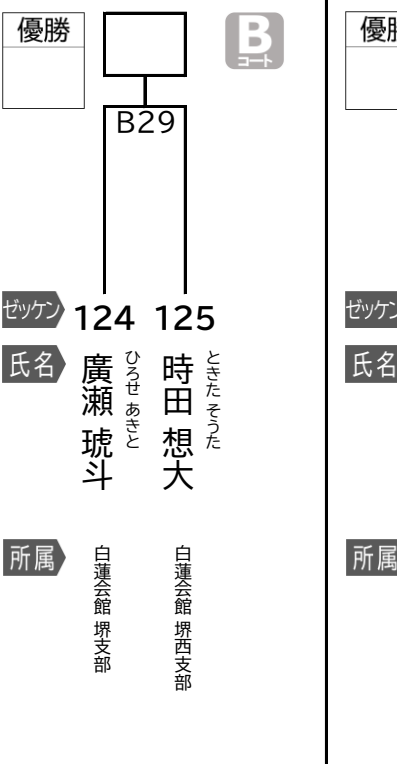 優勝
B
コート
B29
ゼッケン
124 125
氏名
廣瀬 琥斗
ひろせ あきと
時田 想大
ときた そうた
所属
白蓮会館 堺支部
白蓮会館 堺西支部
優勝
ゼッケン
氏名
所属